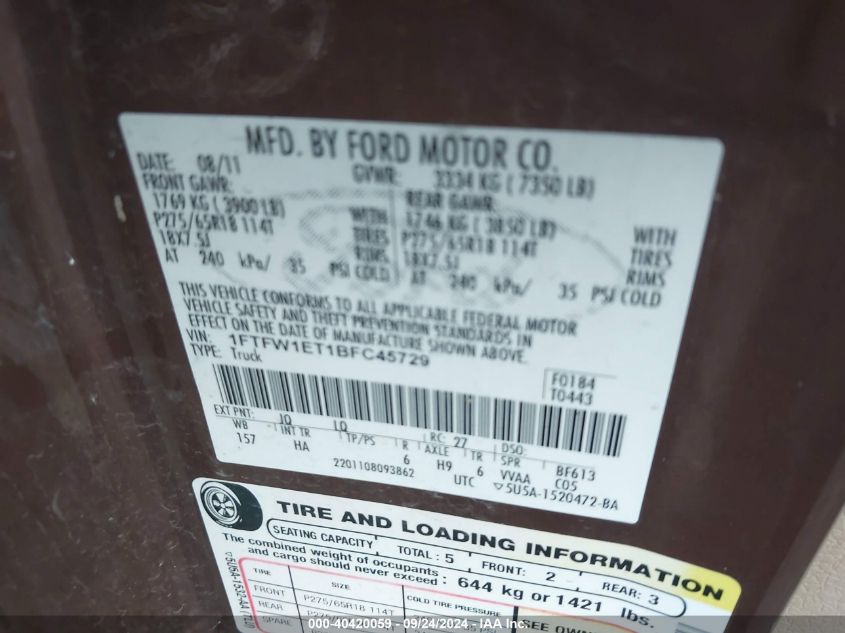 MFD. BY FORD MOTOR CO.
DATE: 08/11 GVWR: 3334 KG ( 7350 LB)
FRONT GAWR: REAR GAWR:
1769 KG ( 3900 LB) WITH 1746 KG ( 3850 LB) WITH
P275/65R18 114T TIRES P275/65R18 114T TIRES
18X7.5J RIMS 18X7.5J RIMS
AT 240 kPa/ 35 PSI COLD AT 240 kPa/ 35 PSI COLD
THIS VEHICLE CONFORMS TO ALL APPLICABLE FEDERAL MOTOR
VEHICLE SAFETY AND THEFT PREVENTION STANDARDS IN
EFFECT ON THE DATE OF MANUFACTURE SHOWN ABOVE.
VIN: 1FTFW1ET1BFC45729
TYPE: Truck
F0184
T0443
EXT PNT: JQ LQ RC: 27 DSO:
WB INT TR TP/PS R AXLE TR SPR BF613
157 HA 6 H9 6 VVAA C05
2201108093862 UTC ▽5U5A-1520472-BA
TIRE AND LOADING INFORMATION
SEATING CAPACITY TOTAL : 5 FRONT: 2 REAR: 3
The combined weight of occupants
and cargo should never exceed : 644 kg or 1421 lbs.
TIRE SIZE COLD TIRE PRESSURE
FRONT P275/65R18 114T
REAR
SPARE
SEE OWN
000-40420059 - 09/24/2024 - IAA Inc.